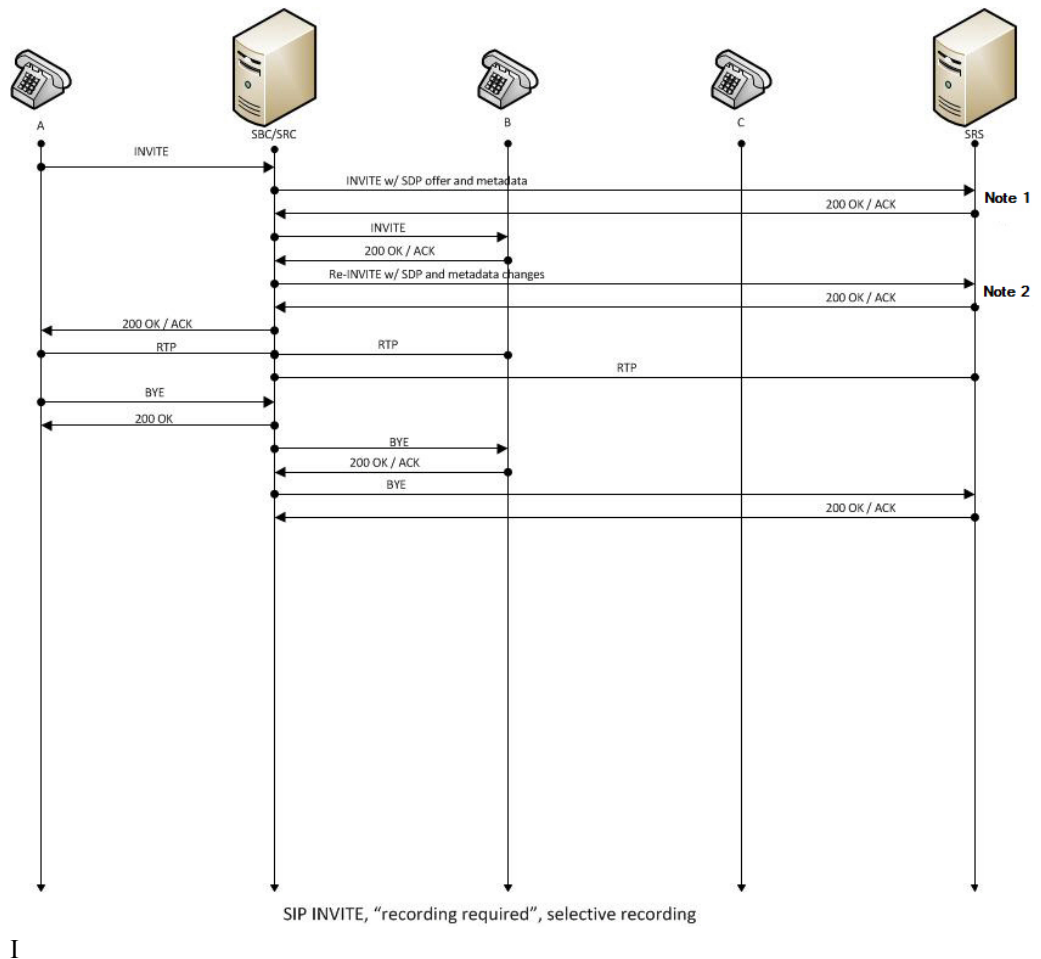 A
SBC/SRC
B
C
SRS
INVITE
INVITE w/ SDP offer and metadata
Note 1
200 OK / ACK
INVITE
200 OK / ACK
Re-INVITE w/ SDP and metadata changes
Note 2
200 OK / ACK
200 OK / ACK
RTP
RTP
RTP
BYE
200 OK
BYE
200 OK / ACK
BYE
200 OK / ACK
SIP INVITE, “recording required”, selective recording
I